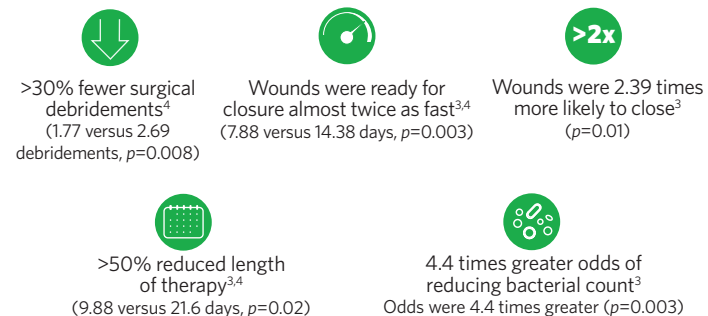 >2x
>30% fewer surgical
debridements⁴
(1.77 versus 2.69
debridements, p=0.008)
Wounds were ready for
closure almost twice as fast³,⁴
(7.88 versus 14.38 days, p=0.003)
Wounds were 2.39 times
more likely to close³
(p=0.01)
>50% reduced length
of therapy³,⁴
(9.88 versus 21.6 days, p=0.02)
4.4 times greater odds of
reducing bacterial count³
Odds were 4.4 times greater (p=0.003)